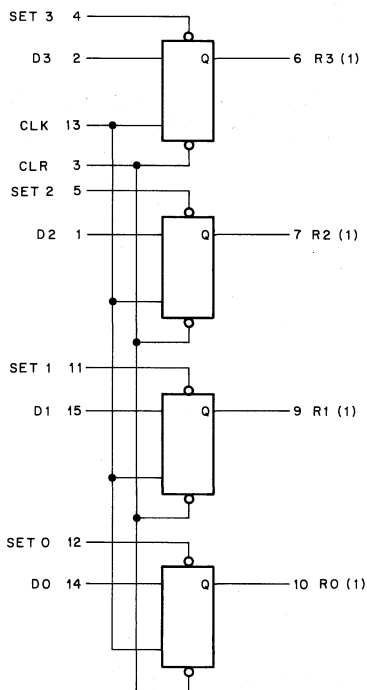 SET 3 4
D3 2 Q 6 R3 (1)
CLK 13
CLR 3
SET 2 5
D2 1 Q 7 R2 (1)
SET 1 11
D1 15 Q 9 R1 (1)
SET 0 12
D0 14 Q 10 R0 (1)